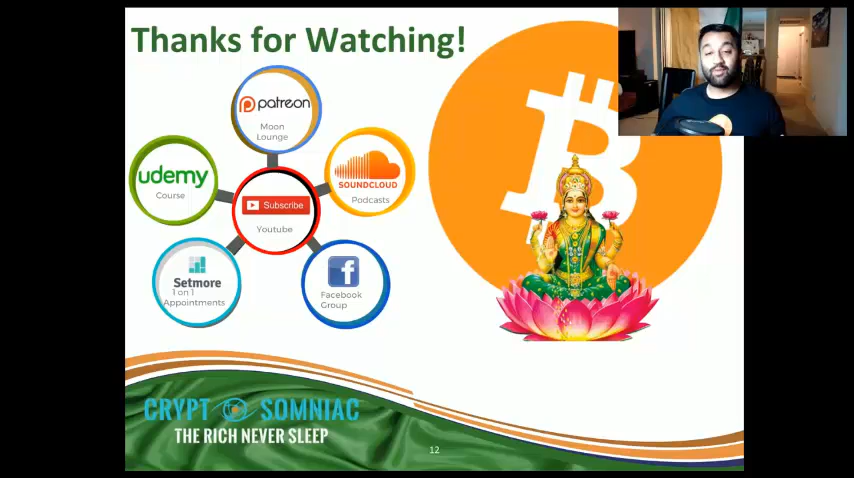 Thanks for Watching!
patreon
Moon
Lounge
udemy
Course
SOUNDCLOUD
Podcasts
Subscribe
Youtube
Setmore
1 on 1
Appointments
Facebook
Group
CRYPT SOMNIAC
THE RICH NEVER SLEEP
12